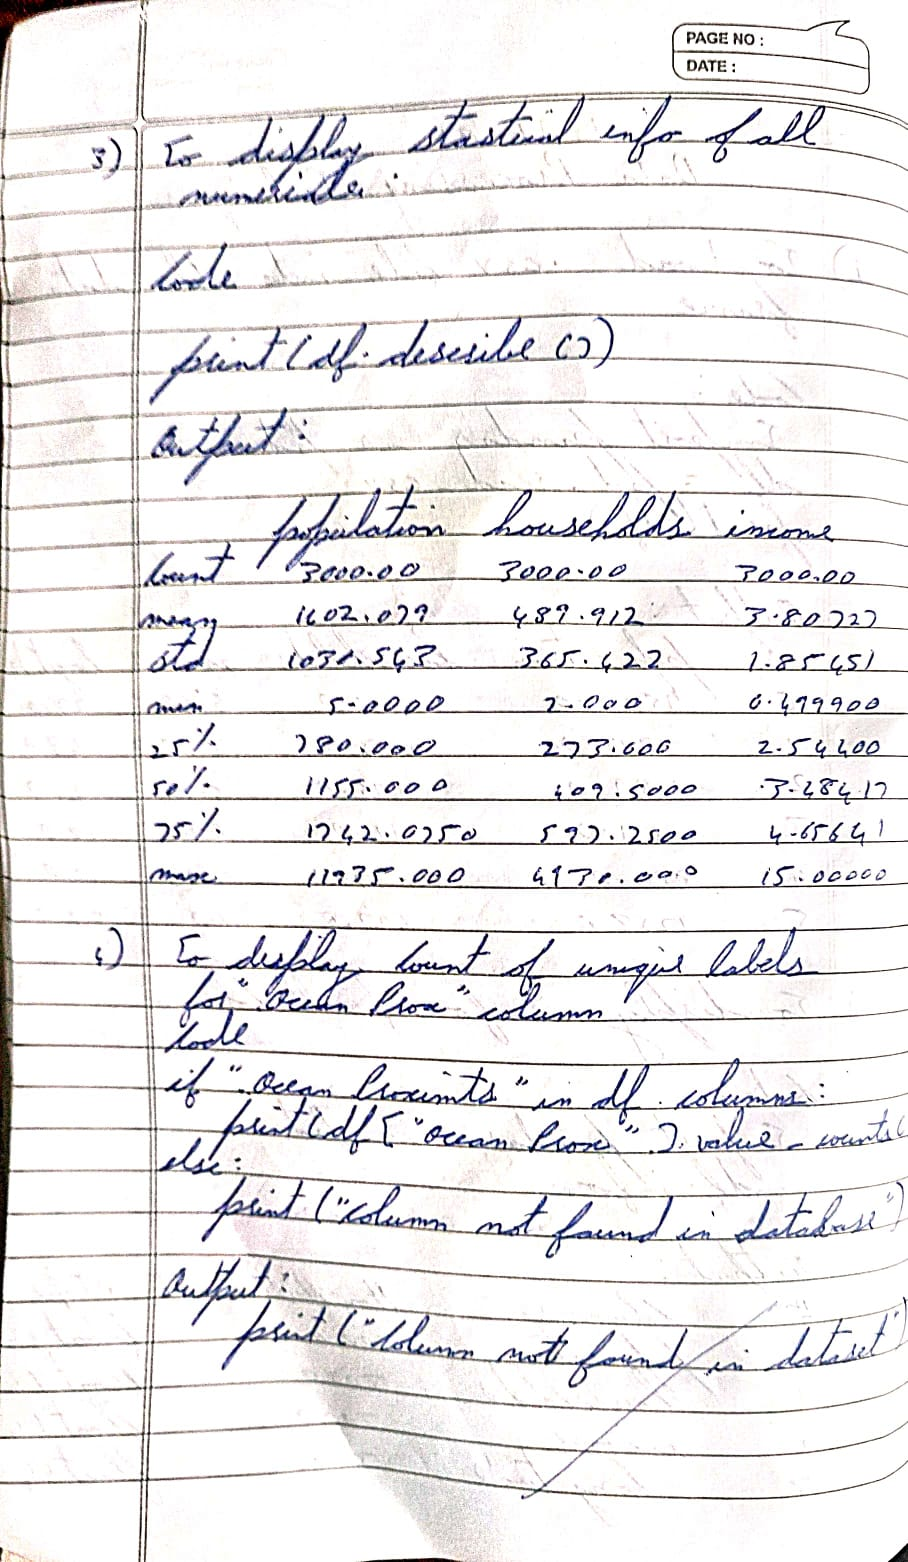 PAGE NO :
DATE :
3) To display stastical info of all
numericals :
Code
print (df. describe ())
Output :
population households income
Count 3000.00 3000.00 3000.00
mean 1402.079 489.912 3.80727
std 1031.543 365.422 1.85451
min 5.0000 2.000 0.499900
25% 780.000 273.000 2.54400
50% 1155.000 409.5000 3.48417
75% 1742.0750 597.2500 4.65641
max 11935.000 4930.000 15.00000
To display Count of unique labels
for "Ocean Prox" column
Code
if "Ocean Proximity" in df. columns :
print (df ["Ocean Prox" ]. value - counts (
else :
print ("column not found in database")
Output :
print ("Column not found in dataset")